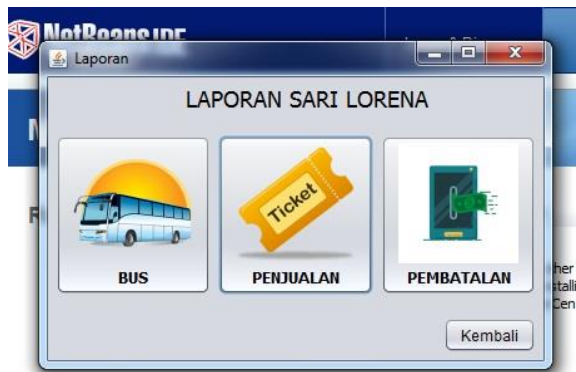 NetBeans IDE
Laporan
LAPORAN SARI LORENA
Ticket
BUS
PENJUALAN
PEMBATALAN
Kembali